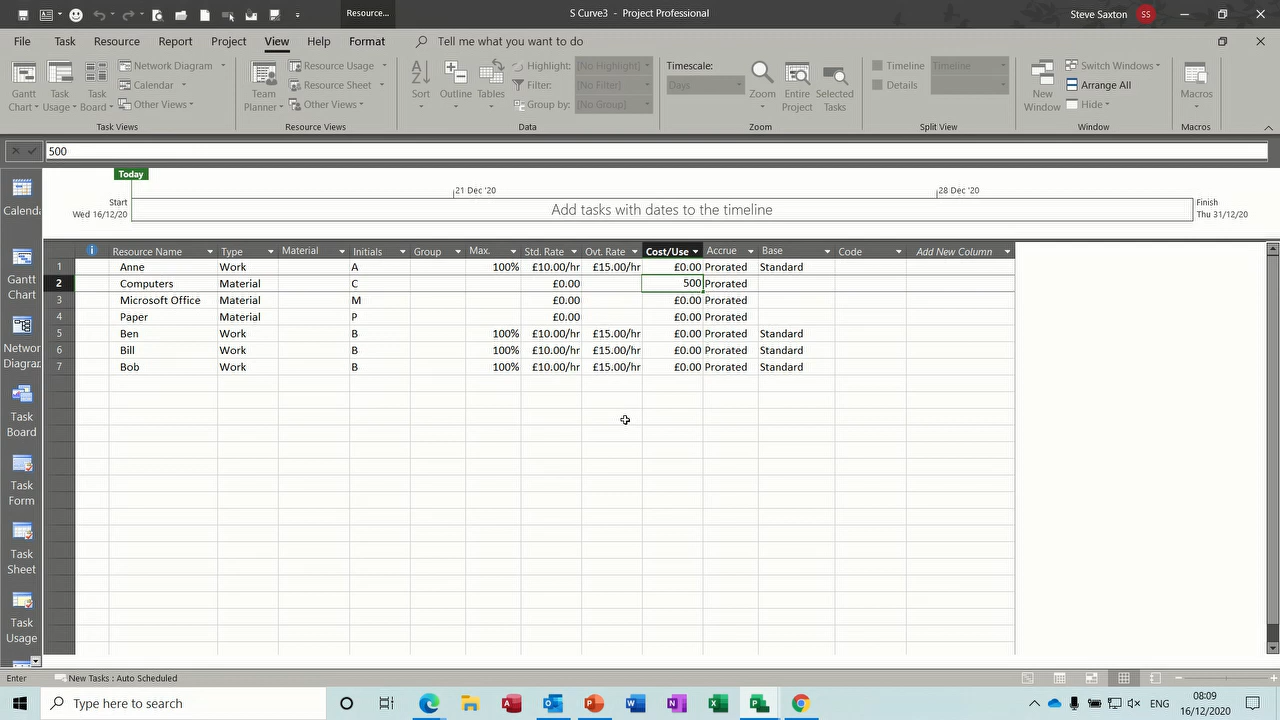 Resource...
S Curve3 - Project Professional
Steve Saxton
SS
File Task Resource Report Project View Help Format Tell me what you want to do
Gantt Chart
Task Usage
Task Board
Network Diagram
Calendar
Other Views
Task Views
Team Planner
Resource Usage
Resource Sheet
Other Views
Resource Views
Sort
Outline
Tables
Highlight: [No Highlight]
Filter: [No Filter]
Group by: [No Group]
Data
Timescale:
Days
Zoom
Entire Project
Selected Tasks
Zoom
Timeline Timeline
Details
Split View
New Window
Switch Windows
Arrange All
Hide
Window
Macros
Macros
500
Today
21 Dec '20 28 Dec '20
Start
Wed 16/12/20
Add tasks with dates to the timeline
Finish
Thu 31/12/20
Calenda
Gantt Chart
Network Diagram
Task Board
Task Form
Task Sheet
Task Usage
Resource Name Type Material Initials Group Max. Std. Rate Ovt. Rate Cost/Use Accrue Base Code Add New Column
1 Anne Work A 100% £10.00/hr £15.00/hr £0.00 Prorated Standard
2 Computers Material C £0.00 500 Prorated
3 Microsoft Office Material M £0.00 £0.00 Prorated
4 Paper Material P £0.00 £0.00 Prorated
5 Ben Work B 100% £10.00/hr £15.00/hr £0.00 Prorated Standard
6 Bill Work B 100% £10.00/hr £15.00/hr £0.00 Prorated Standard
7 Bob Work B 100% £10.00/hr £15.00/hr £0.00 Prorated Standard
Enter New Tasks : Auto Scheduled
Type here to search
08:09
16/12/2020